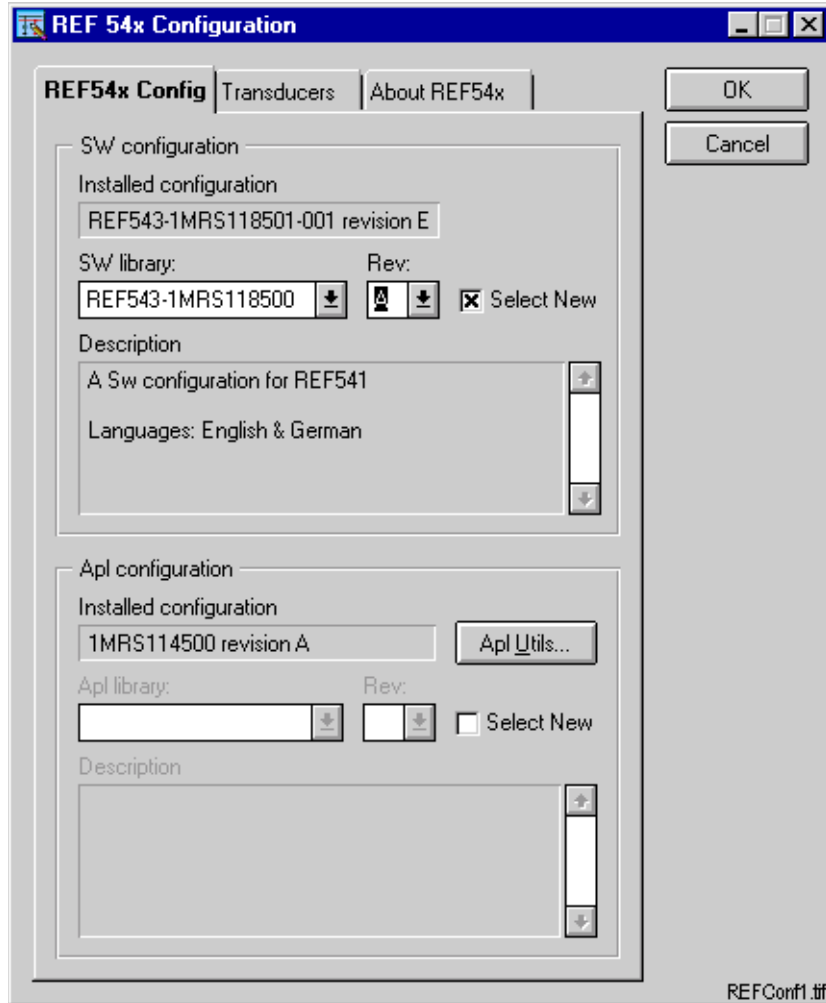 REF 54x Configuration
REF54x Config Transducers About REF54x
OK
Cancel
SW configuration
Installed configuration
REF543-1MRS118501-001 revision E
SW library: Rev:
REF543-1MRS118500 A Select New
Description
A Sw configuration for REF541
Languages: English & German
Apl configuration
Installed configuration
1MRS114500 revision A Apl Utils...
Apl library: Rev:
Select New
Description
REFConf1.tif